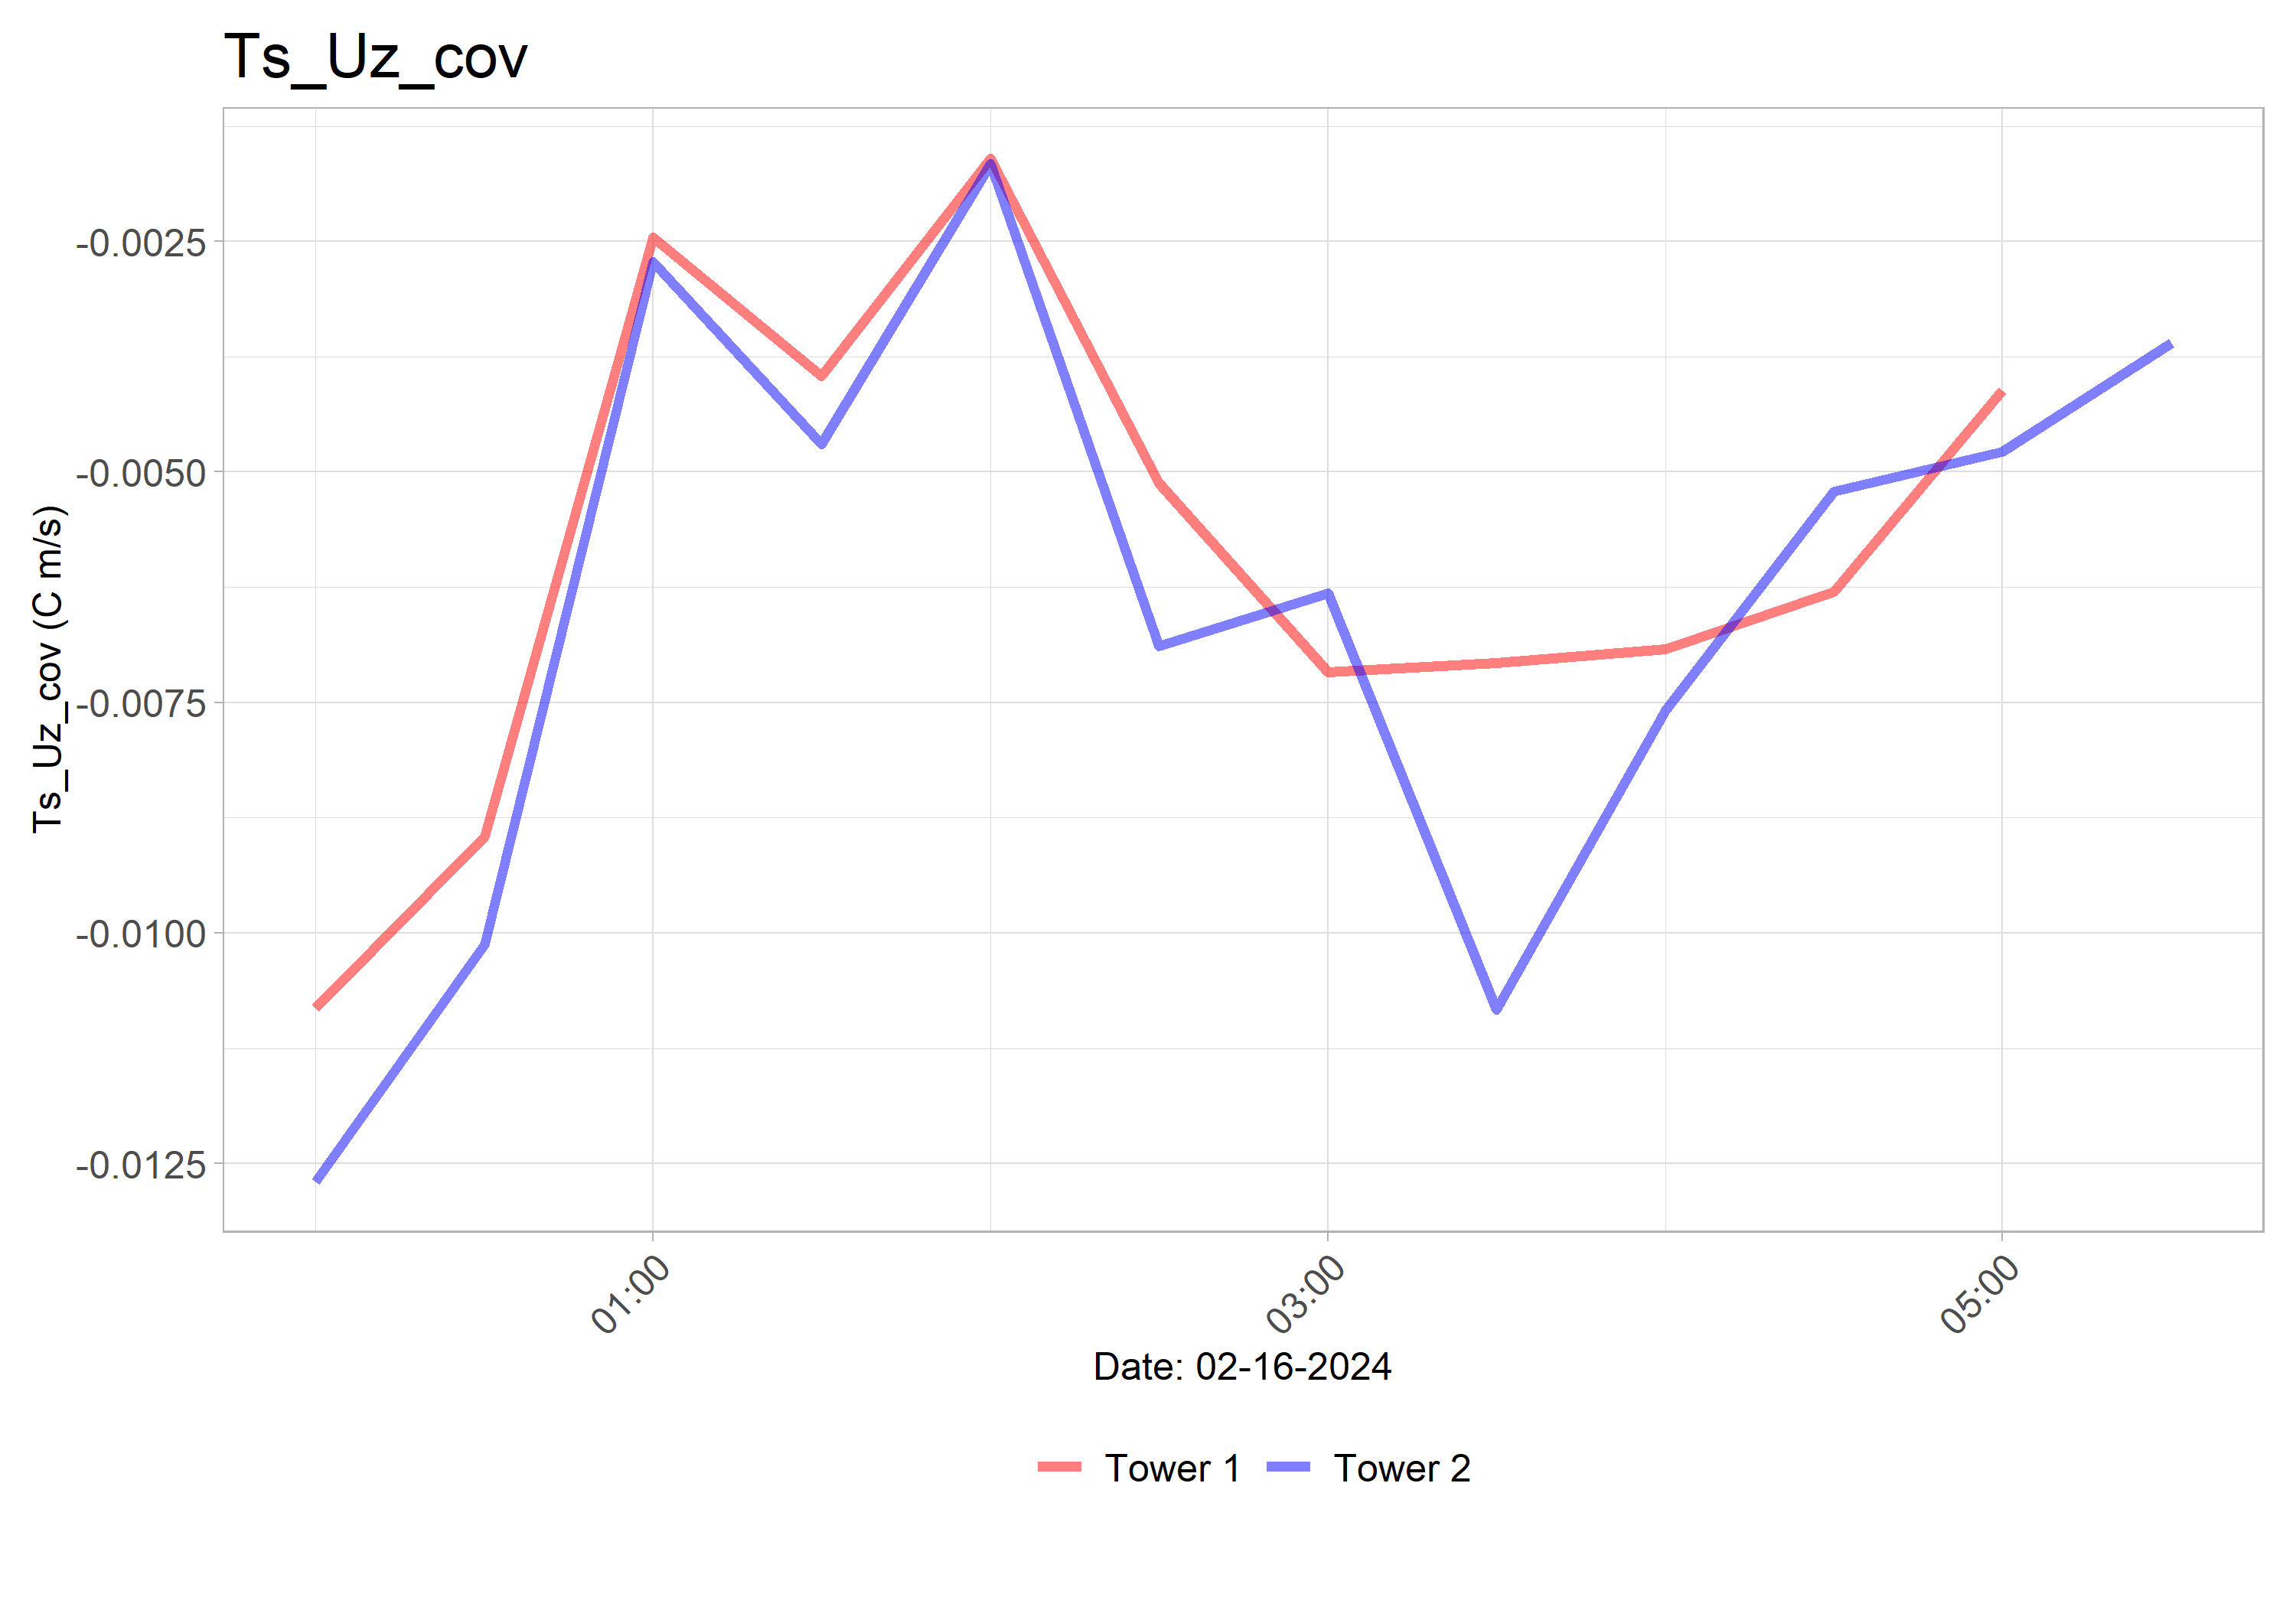 Ts_Uz_cov
Ts_Uz_cov (C m/s)
-0.0025
-0.0050
-0.0075
-0.0100
-0.0125
01:00
03:00
05:00
Date: 02-16-2024
Tower 1
Tower 2